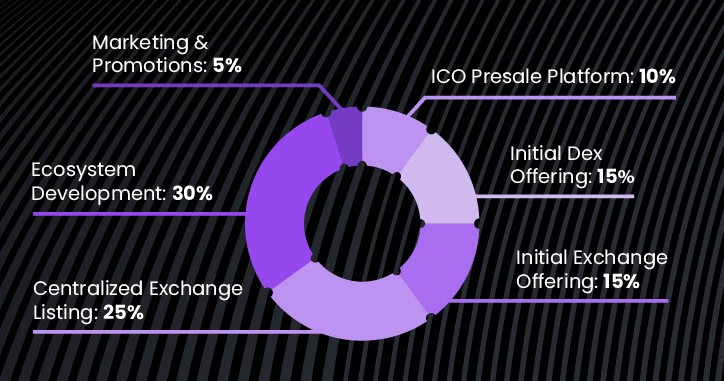 Marketing &
Promotions: 5%
ICO Presale Platform: 10%
Initial Dex
Offering: 15%
Ecosystem
Development: 30%
Initial Exchange
Offering: 15%
Centralized Exchange
Listing: 25%